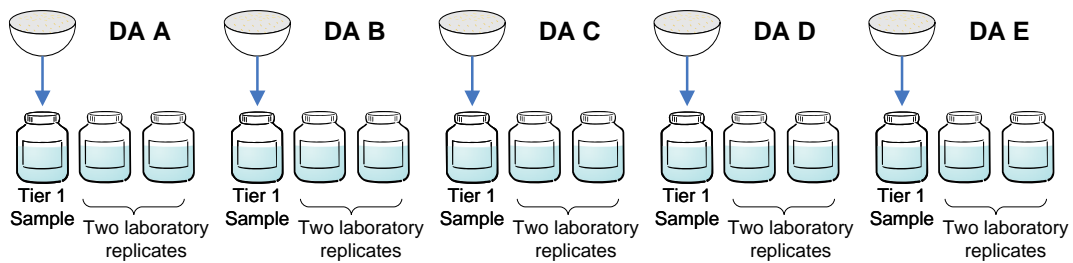 DA A
DA B
DA C
DA D
DA E
Tier 1
Sample
Two laboratory
replicates
Tier 1
Sample
Two laboratory
replicates
Tier 1
Sample
Two laboratory
replicates
Tier 1
Sample
Two laboratory
replicates
Tier 1
Sample
Two laboratory
replicates